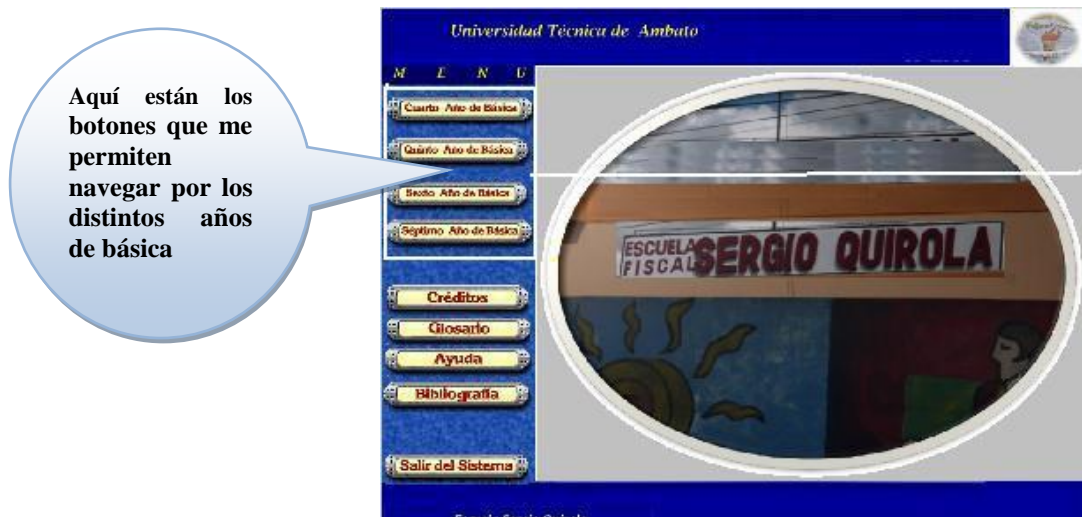 Universidad Técnica de Ambato
M E N U
Aquí están los
botones que me
permiten
navegar por los
distintos años
de básica
Cuarto Año de Básica
Quinto Año de Básica
Sexto Año de Básica
Séptimo Año de Básica
ESCUELA
FISCAL
SERGIO QUIROLA
Créditos
Glosario
Ayuda
Bibliografía
Salir del Sistema